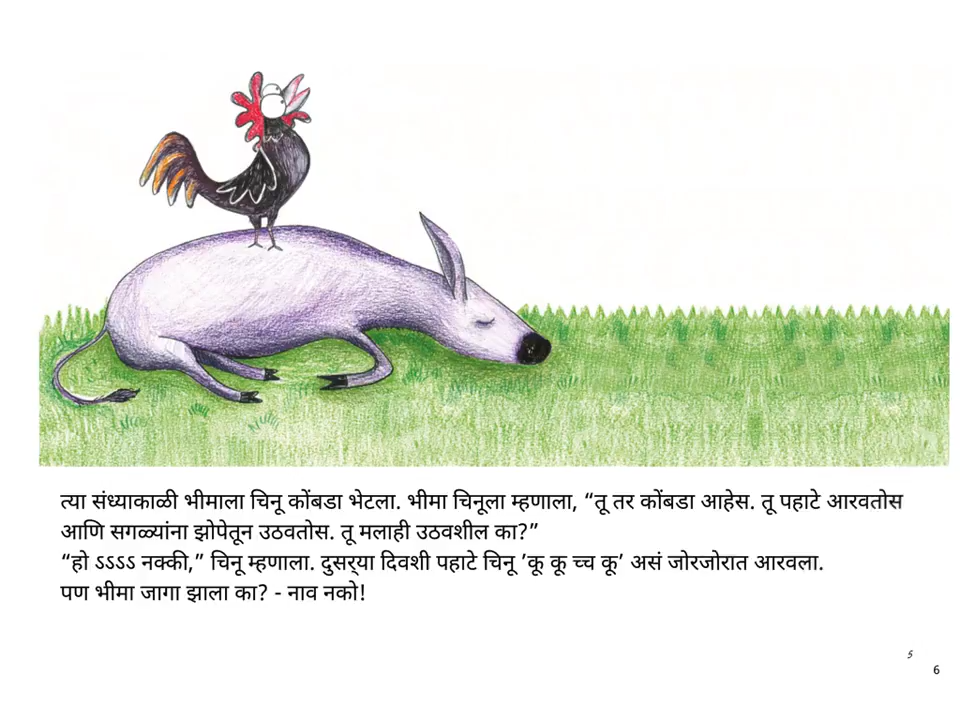 त्या संध्याकाळी भीमाला चिनू कोंबडा भेटला. भीमा चिनूला म्हणाला, “तू तर कोंबडा आहेस. तू पहाटे आरवतोस
आणि सगळ्यांना झोपेतून उठवतोस. तू मलाही उठवशील का?”
“हो ऽऽऽऽ नक्की,” चिनू म्हणाला. दुसऱ्या दिवशी पहाटे चिनू ’कू कू च्च कू’ असं जोरजोरात आरवला.
पण भीमा जागा झाला का? - नाव नको!
5
6